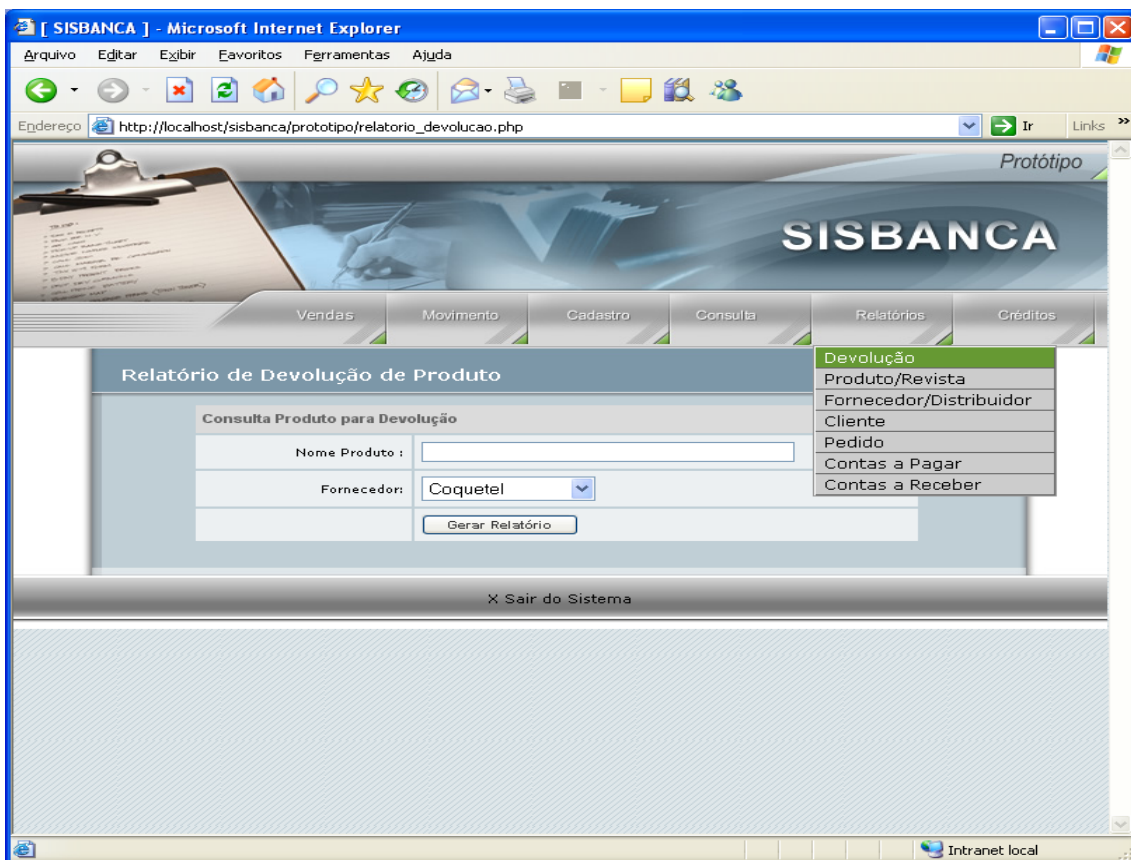 [ SISBANCA ] - Microsoft Internet Explorer
Arquivo Editar Exibir Favoritos Ferramentas Ajuda
Endereço http://localhost/sisbanca/prototipo/relatorio_devolucao.php Ir Links »
Protótipo
SISBANCA
Vendas Movimento Cadastro Consulta Relatórios Créditos
Devolução
Produto/Revista
Fornecedor/Distribuidor
Cliente
Pedido
Contas a Pagar
Contas a Receber
Relatório de Devolução de Produto
Consulta Produto para Devolução
Nome Produto :
Fornecedor: Coquetel
Gerar Relatório
X Sair do Sistema
Intranet local